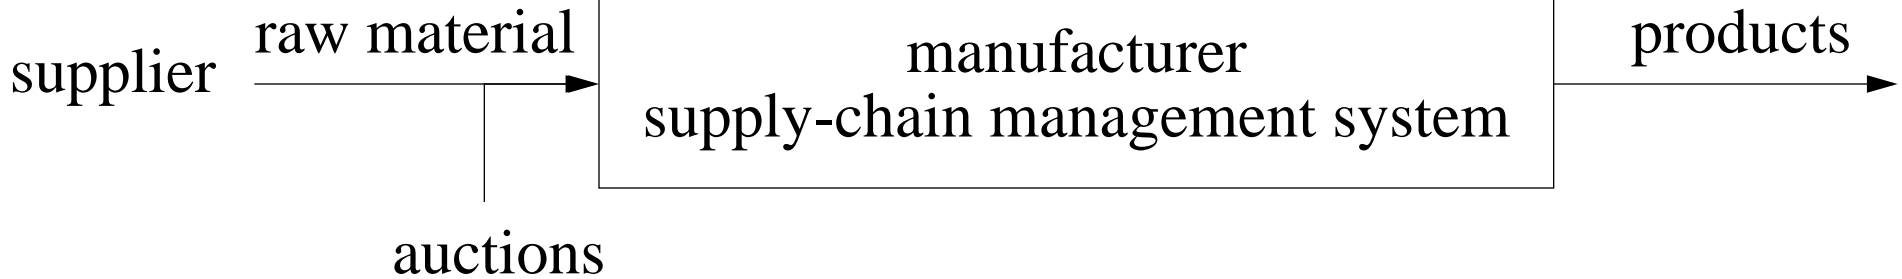 supplier
raw material
manufacturer
supply-chain management system
products
auctions